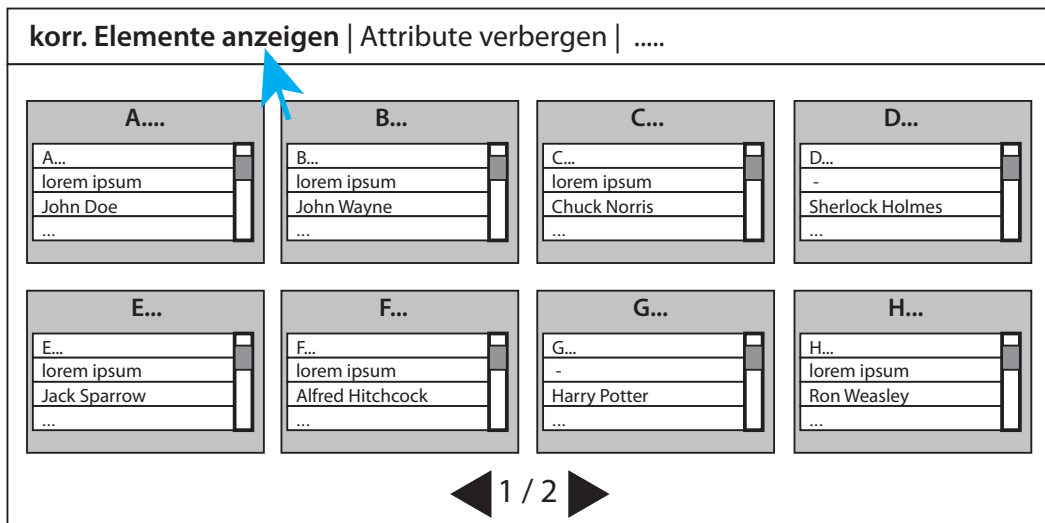 korr. Elemente anzeigen | Attribute verbergen | .....
A....
A...
lorem ipsum
John Doe
...
B...
B...
lorem ipsum
John Wayne
...
C...
C...
lorem ipsum
Chuck Norris
...
D...
D...
-
Sherlock Holmes
...
E...
E...
lorem ipsum
Jack Sparrow
...
F...
F...
lorem ipsum
Alfred Hitchcock
...
G...
G...
-
Harry Potter
...
H...
H...
lorem ipsum
Ron Weasley
...
1 / 2